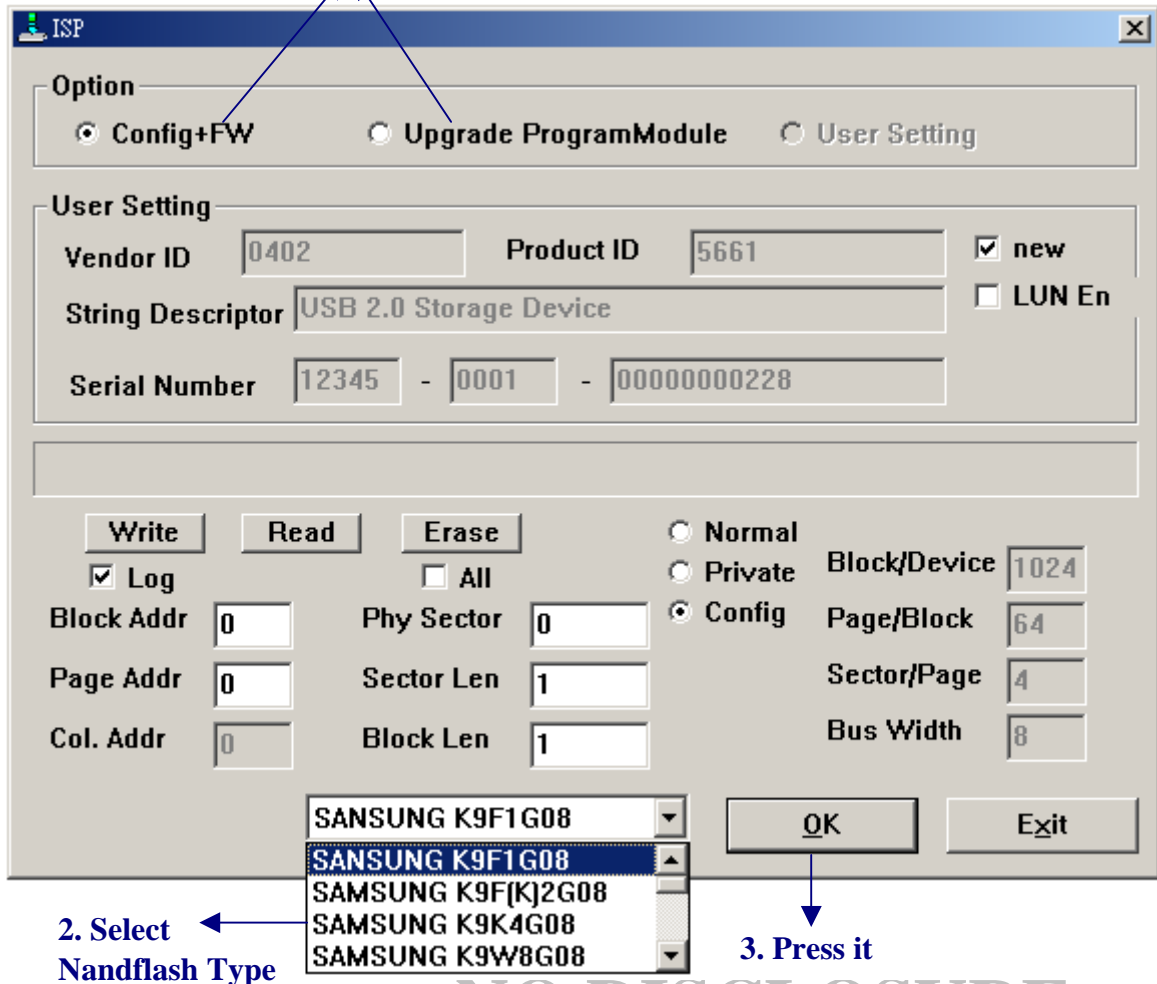 ISP
Option
Config+FW Upgrade ProgramModule User Setting
User Setting
Vendor ID 0402 Product ID 5661 new
String Descriptor USB 2.0 Storage Device LUN En
Serial Number 12345 - 0001 - 00000000228
Write Read Erase Normal
Log All Private Block/Device 1024
Block Addr 0 Phy Sector 0 Config Page/Block 64
Page Addr 0 Sector Len 1 Sector/Page 4
Col. Addr 0 Block Len 1 Bus Width 8
SANSUNG K9F1G08 OK Exit
SANSUNG K9F1G08
SAMSUNG K9F(K)2G08
SAMSUNG K9K4G08
SAMSUNG K9W8G08
2. Select
Nandflash Type
3. Press it
NO DISCLOSURE